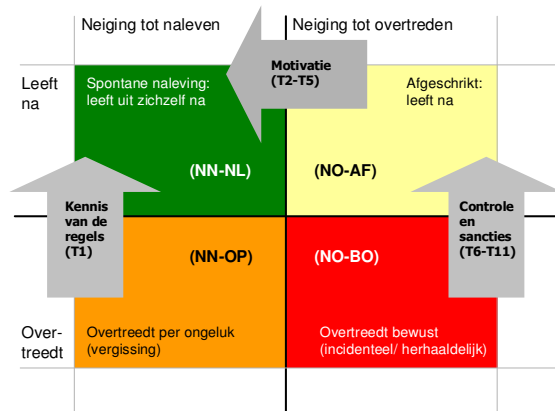 Neiging tot naleven
Neiging tot overtreden
Leeft
na
Spontane naleving:
leeft uit zichzelf na
Motivatie
(T2-T5)
Afgeschrikt:
leeft na
(NN-NL)
(NO-AF)
Kennis
van de
regels
(T1)
Controle
en
sancties
(T6-T11)
(NN-OP)
(NO-BO)
Over-
treedt
Overtreedt per ongeluk
(vergissing)
Overtreedt bewust
(incidenteel/ herhaaldelijk)